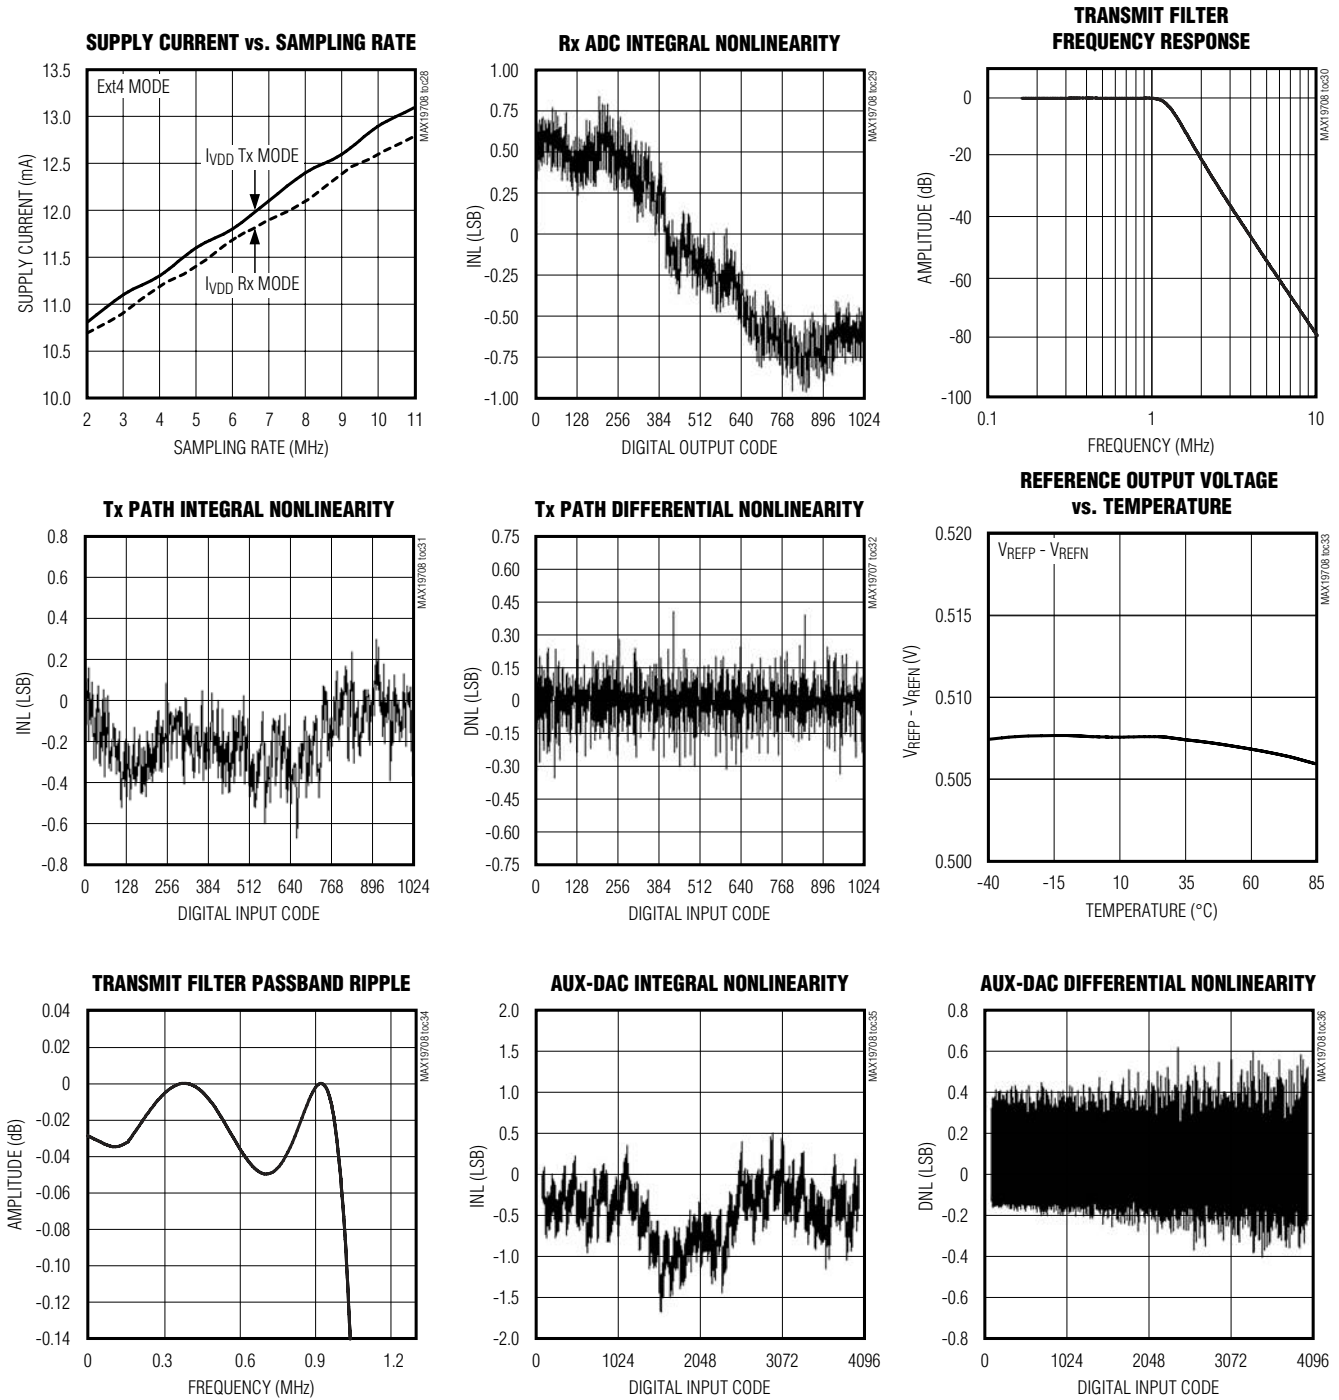 SUPPLY CURRENT vs. SAMPLING RATE
MAX19708 toc28
Ext4 MODE
IVDD Tx MODE
IVDD Rx MODE
SUPPLY CURRENT (mA)
13.5
13.0
12.5
12.0
11.5
11.0
10.5
10.0
2 3 4 5 6 7 8 9 10 11
SAMPLING RATE (MHz)
Rx ADC INTEGRAL NONLINEARITY
MAX19708 toc29
INL (LSB)
1.00
0.75
0.50
0.25
0
-0.25
-0.50
-0.75
-1.00
0 128 256 384 512 640 768 896 1024
DIGITAL OUTPUT CODE
TRANSMIT FILTER
FREQUENCY RESPONSE
MAX19708 toc30
AMPLITUDE (dB)
0
-20
-40
-60
-80
-100
0.1 1 10
FREQUENCY (MHz)
Tx PATH INTEGRAL NONLINEARITY
MAX19708 toc31
INL (LSB)
0.8
0.6
0.4
0.2
0
-0.2
-0.4
-0.6
-0.8
0 128 256 384 512 640 768 896 1024
DIGITAL INPUT CODE
Tx PATH DIFFERENTIAL NONLINEARITY
MAX19707 toc32
DNL (LSB)
0.75
0.60
0.45
0.30
0.15
0
-0.15
-0.30
-0.45
-0.60
-0.75
0 128 256 384 512 640 768 896 1024
DIGITAL INPUT CODE
REFERENCE OUTPUT VOLTAGE
vs. TEMPERATURE
MAX19708 toc33
VREFP - VREFN
VREFP - VREFN (V)
0.520
0.515
0.510
0.505
0.500
-40 -15 10 35 60 85
TEMPERATURE (°C)
TRANSMIT FILTER PASSBAND RIPPLE
MAX19708 toc34
AMPLITUDE (dB)
0.04
0.02
0
-0.02
-0.04
-0.06
-0.08
-0.10
-0.12
-0.14
0 0.3 0.6 0.9 1.2
FREQUENCY (MHz)
AUX-DAC INTEGRAL NONLINEARITY
MAX19708 toc35
INL (LSB)
2.0
1.5
1.0
0.5
0
-0.5
-1.0
-1.5
-2.0
0 1024 2048 3072 4096
DIGITAL INPUT CODE
AUX-DAC DIFFERENTIAL NONLINEARITY
MAX19708 toc36
DNL (LSB)
0.8
0.6
0.4
0.2
0
-0.2
-0.4
-0.6
-0.8
0 1024 2048 3072 4096
DIGITAL INPUT CODE